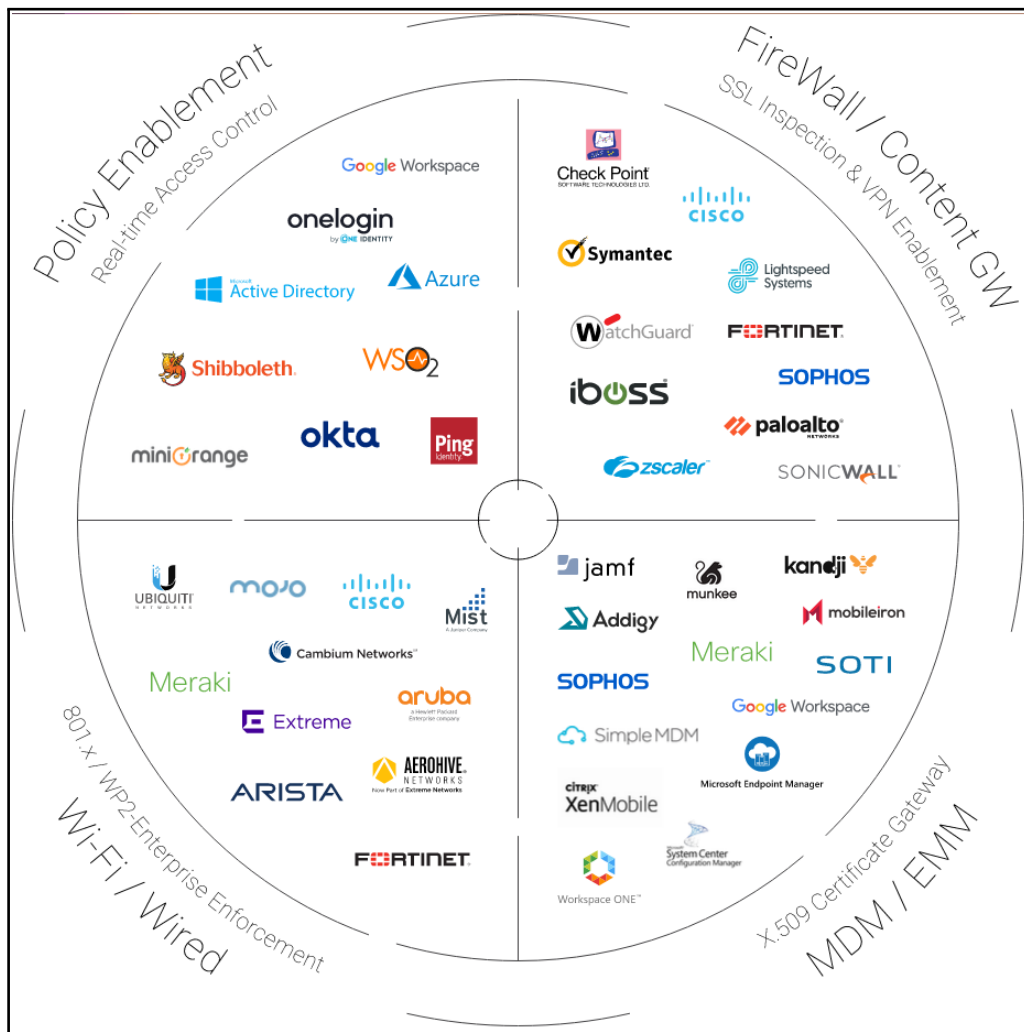 Policy Enablement
Real-time Access Control
Google Workspace
onelogin
by ONE IDENTITY
Microsoft
Active Directory
Azure
Shibboleth.
WSO2
miniOrange
okta
Ping
Identity
FireWall / Content GW
SSL Inspection & VPN Enablement
Check Point
SOFTWARE TECHNOLOGIES LTD.
CISCO
Symantec
Lightspeed
Systems
WatchGuard
FORTINET
SOPHOS
iboss
paloalto
NETWORKS
zscaler
SONICWALL
UBIQUITI
NETWORKS
mojo
CISCO
Mist
A Juniper Company
Cambium Networks
Meraki
aruba
a Hewlett Packard
Enterprise company
Extreme
AEROHIVE
NETWORKS
Now Part of Extreme Networks
ARISTA
FORTINET
801.x / WP2-Enterprise Enforcement
Wi-Fi / Wired
jamf
munkee
kandji
Addigy
mobileiron
Meraki
SOTI
SOPHOS
Google Workspace
SimpleMDM
Microsoft Endpoint Manager
CITRIX
XenMobile
Microsoft
System Center
Configuration Manager
Workspace ONE™
X.509 Certificate Gateway
MDM / EMM